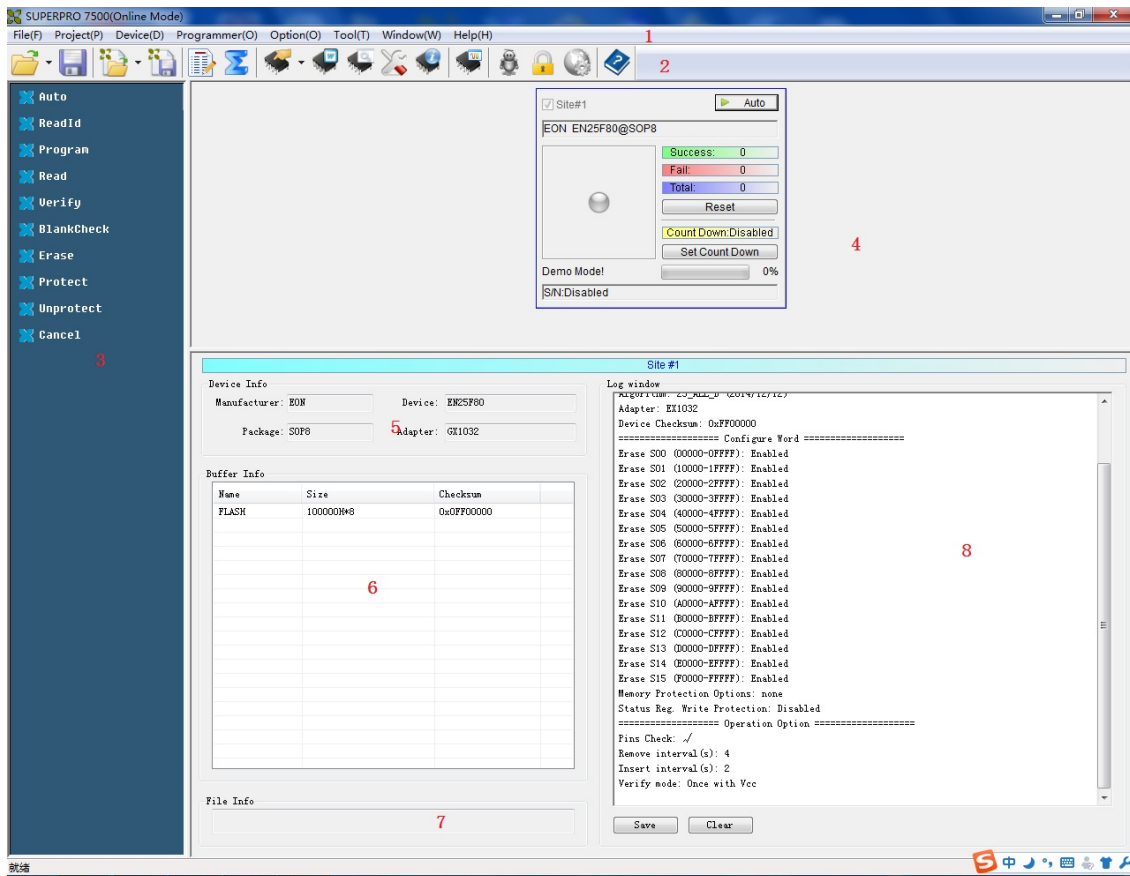 SUPERPRO 7500(Online Mode)
File(F) Project(P) Device(D) Programmer(O) Option(O) Tool(T) Window(W) Help(H) 1
2
Auto
ReadId
Program
Read
Verify
BlankCheck
Erase
Protect
Unprotect
Cancel
3
Site#1 Auto
EON EN25F80@SOP8
Success: 0
Fail: 0
Total: 0
Reset
Count Down:Disabled
Set Count Down
Demo Mode! 0%
S/N:Disabled
4
Site #1
Device Info
Manufacturer: EON Device: EN25F80
Package: SOP8 Adapter: GX1032
5
Buffer Info
Name Size Checksum
FLASH 100000H*8 0x0FF00000
6
File Info
7
Log window
Algorithm: 25_ALL_B (2014/12/12)
Adapter: EX1032
Device Checksum: 0xFF00000
=================== Configure Word ===================
Erase S00 (00000-0FFFF): Enabled
Erase S01 (10000-1FFFF): Enabled
Erase S02 (20000-2FFFF): Enabled
Erase S03 (30000-3FFFF): Enabled
Erase S04 (40000-4FFFF): Enabled
Erase S05 (50000-5FFFF): Enabled
Erase S06 (60000-6FFFF): Enabled
Erase S07 (70000-7FFFF): Enabled
Erase S08 (80000-8FFFF): Enabled
Erase S09 (90000-9FFFF): Enabled
Erase S10 (A0000-AFFFF): Enabled
Erase S11 (B0000-BFFFF): Enabled
Erase S12 (C0000-CFFFF): Enabled
Erase S13 (D0000-DFFFF): Enabled
Erase S14 (E0000-EFFFF): Enabled
Erase S15 (F0000-FFFFF): Enabled
Memory Protection Options: none
Status Reg. Write Protection: Disabled
=================== Operation Option ===================
Pins Check: √
Remove interval(s): 4
Insert interval(s): 2
Verify mode: Once with Vcc
8
Save Clear
就绪
S 中